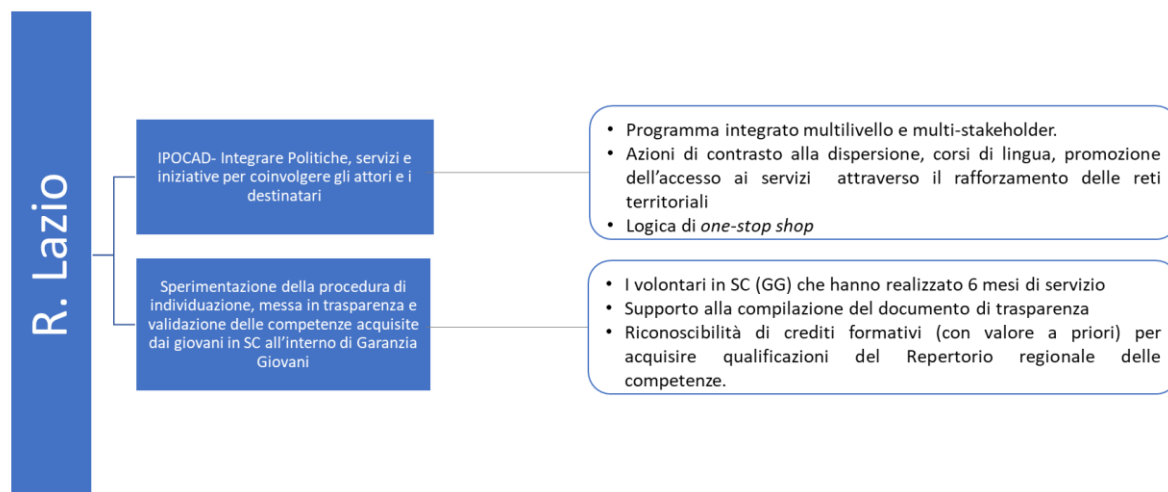 R. Lazio
IPOCAD- Integrare Politiche, servizi e
iniziative per coinvolgere gli attori e i
destinatari
• Programma integrato multilivello e multi-stakeholder.
• Azioni di contrasto alla dispersione, corsi di lingua, promozione
dell’accesso ai servizi attraverso il rafforzamento delle reti
territoriali
• Logica di one-stop shop
Sperimentazione della procedura di
individuazione, messa in trasparenza e
validazione delle competenze acquisite
dai giovani in SC all’interno di Garanzia
Giovani
• I volontari in SC (GG) che hanno realizzato 6 mesi di servizio
• Supporto alla compilazione del documento di trasparenza
• Riconoscibilità di crediti formativi (con valore a priori) per
acquisire qualificazioni del Repertorio regionale delle
competenze.